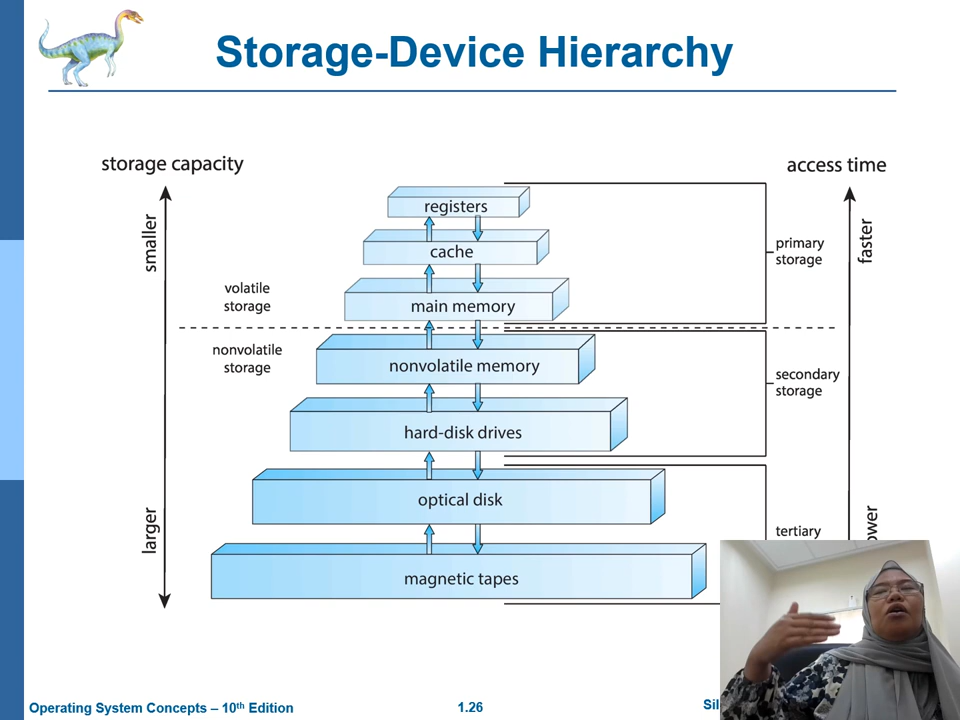 Storage-Device Hierarchy
storage capacity
access time
smaller
larger
faster
registers
cache
main memory
nonvolatile memory
hard-disk drives
optical disk
magnetic tapes
volatile
storage
nonvolatile
storage
primary
storage
secondary
storage
tertiary
Operating System Concepts – 10th Edition
1.26